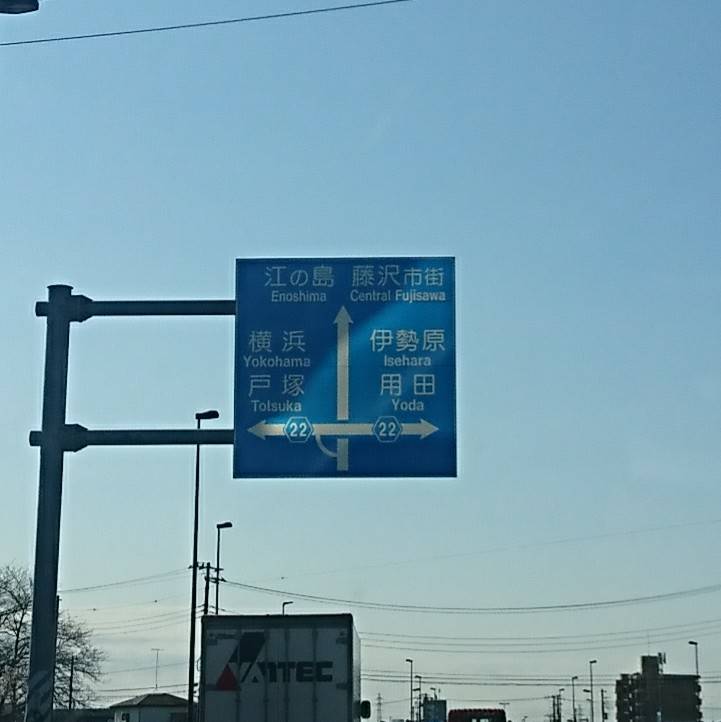 江の島 藤沢市街
Enoshima Central Fujisawa
横浜 伊勢原
Yokohama Isehara
戸塚 用田
Totsuka Yoda
22 22
VANTEC